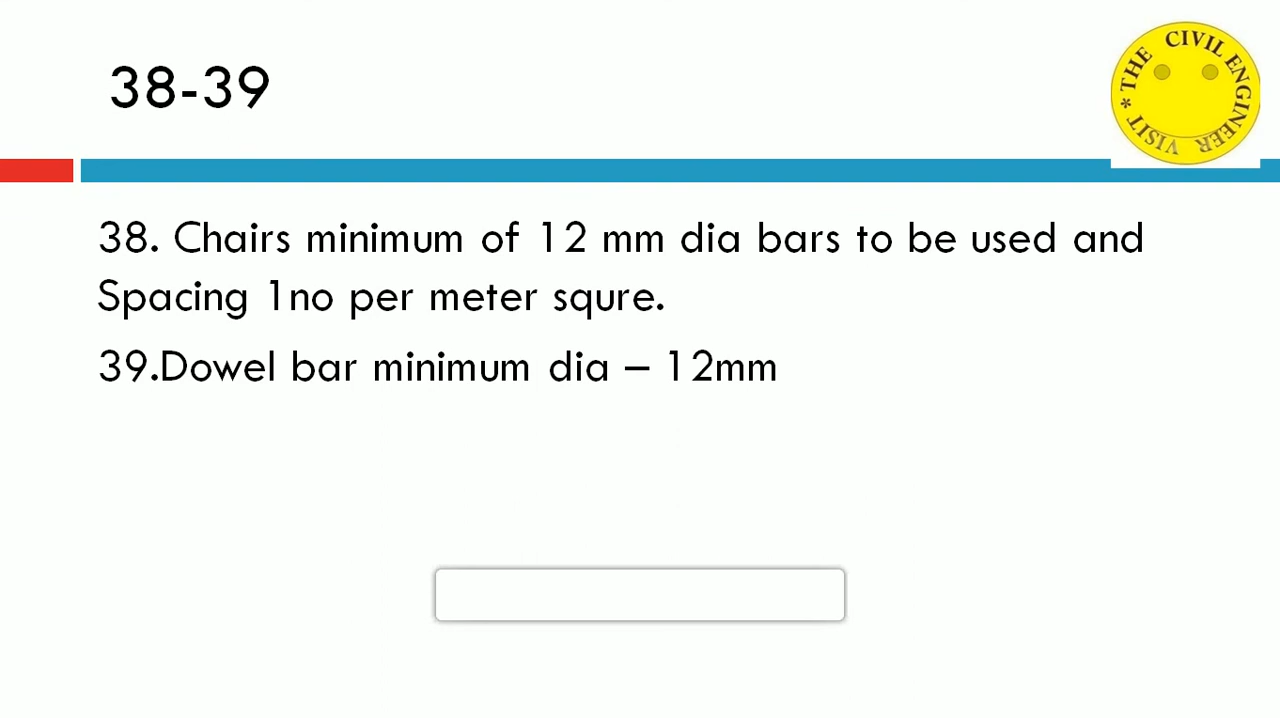 38-39
* THE CIVIL ENGINEER VISIT
38. Chairs minimum of 12 mm dia bars to be used and
Spacing 1no per meter squre.
39.Dowel bar minimum dia – 12mm